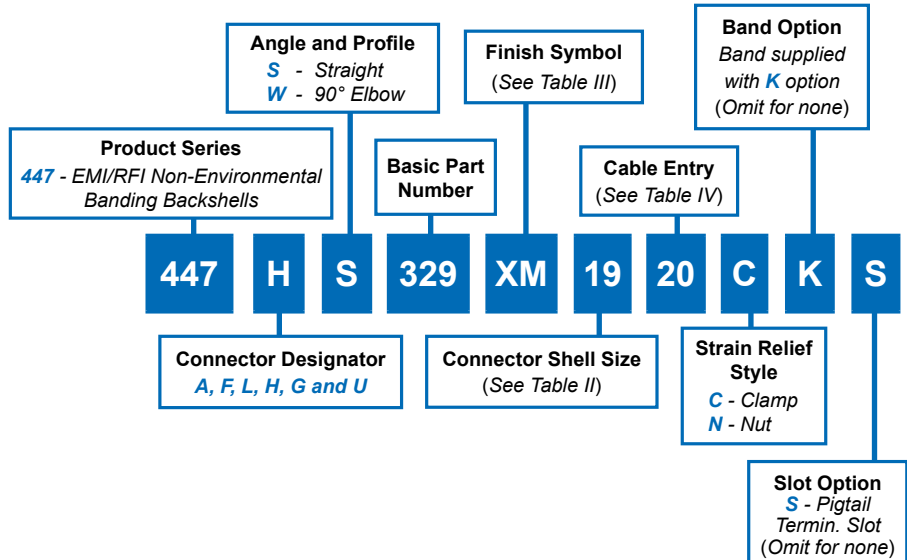 Angle and Profile
S - Straight
W - 90° Elbow
Finish Symbol
(See Table III)
Band Option
Band supplied
with K option
(Omit for none)
Product Series
447 - EMI/RFI Non-Environmental
Banding Backshells
Basic Part
Number
Cable Entry
(See Table IV)
447 H S 329 XM 19 20 C K S
Connector Designator
A, F, L, H, G and U
Connector Shell Size
(See Table II)
Strain Relief
Style
C - Clamp
N - Nut
Slot Option
S - Pigtail
Termin. Slot
(Omit for none)